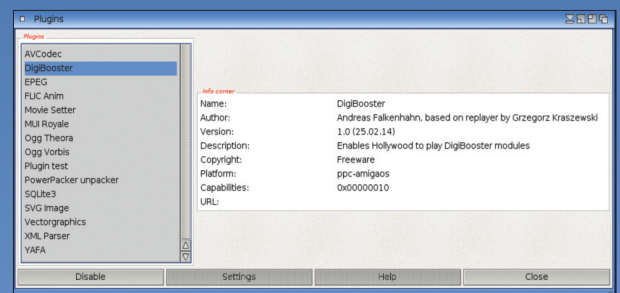 Plugins
Plugins
AVCodec
DigiBooster
EPEG
FLIC Anim
Movie Setter
MUI Royale
Ogg Theora
Ogg Vorbis
Plugin test
PowerPacker unpacker
SQLite3
SVG Image
Vectorgraphics
XML Parser
YAFA
Info corner
Name: DigiBooster
Author: Andreas Falkenhahn, based on replayer by Grzegorz Kraszewski
Version: 1.0 (25.02.14)
Description: Enables Hollywood to play DigiBooster modules
Copyright: Freeware
Platform: ppc-amigaos
Capabilities: 0x00000010
URL:
Disable Settings Help Close